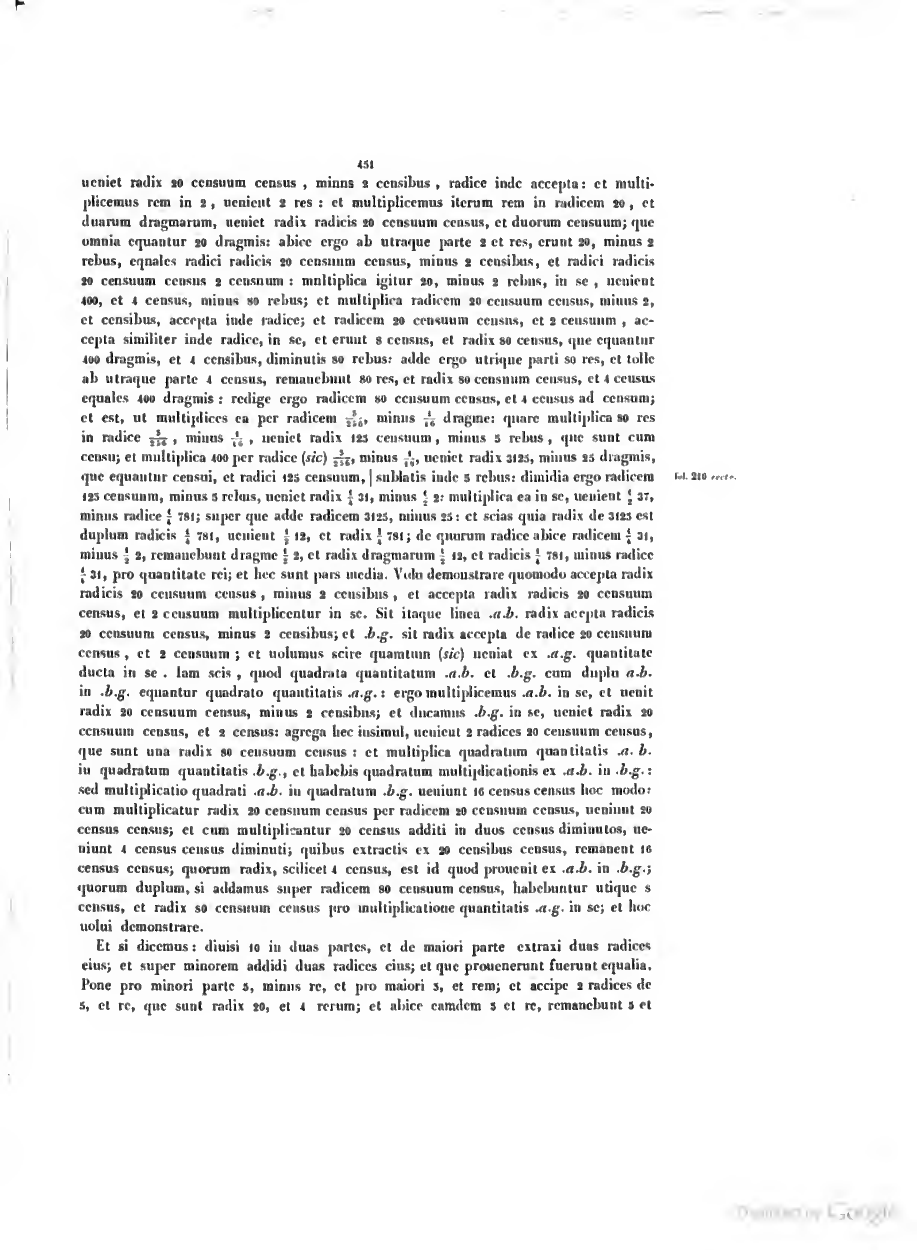 451
ueniet radix 20 censuum census , minus 2 censibus , radice inde accepta: et multi-
plicemus rem in 2 , uenient 2 res : et multiplicemus iterum rem in radicem 20 , et
duarum dragmarum, ueniet radix radicis 20 censuum census, et duorum censuum; que
omnia equantur 20 dragmis: abice ergo ab utraque parte 2 et res, erunt 20, minus 2
rebus, equales radici radicis 20 censuum census, minus 2 censibus, et radici radicis
20 censuum census 2 censuum : multiplica igitur 20, minus 2 rebus, in se , uenient
400, et 4 census, minus 80 rebus; et multiplica radicem 20 censuum census, minus 2,
et censibus, accepta inde radice; et radicem 20 censuum census, et 2 censuum , ac-
cepta similiter inde radice, in se, et erunt 8 census, et radix 80 census, que equantur
400 dragmis, et 4 censibus, diminutis 80 rebus: adde ergo utrique parti 80 res, et tolle
ab utraque parte 4 census, remanebunt 80 res, et radix 80 censuum census, et 4 census
equales 400 dragmis : redige ergo radicem 80 censuum census, et 4 census ad censum;
et est, ut multiplices ea per radicem 5/256, minus 1/16 dragme: quare multiplica 80 res
in radice 5/256 , minus 1/16 , ueniet radix 125 censuum, minus 5 rebus, que sunt cum
censu; et multiplica 400 per radice (sic) 5/256, minus 1/16, ueniet radix 3125, minus 25 dragmis,
que equantur censui, et radici 125 censuum, | sublatis inde 5 rebus: dimidia ergo radicem
fol. 210 recto.
125 censuum, minus 5 rebus, ueniet radix 1/4 31, minus 1/2 2: multiplica ea in se, uenient 1/2 37,
minus radice 1/4 781; super que adde radicem 3125, minus 25 : et scias quia radix de 3125 est
duplum radicis 1/4 781, uenient 1/2 12, et radix 1/4 781; de quorum radice abice radicem 1/4 31,
minus 1/2 2, remanebunt dragme 1/2 2, et radix dragmarum 1/2 12, et radicis 1/4 781, minus radice
1/4 31, pro quantitate rei; et hec sunt pars media. Volo demonstrare quomodo accepta radix
radicis 20 censuum census , minus 2 censibus , et accepta radix radicis 20 censuum
census, et 2 censuum multiplicentur in se. Sit itaque linea .a.b. radix acepta radicis
20 censuum census, minus 2 censibus; et .b.g. sit radix accepta de radice 20 censuum
census , et 2 censuum ; et uolumus scire quamtum (sic) ueniat ex .a.g. quantitate
ducta in se . Iam scis , quod quadrata quantitatum .a.b. et .b.g. cum duplo a.b.
in .b.g. equantur quadrato quantitatis .a.g. : ergo multiplicemus .a.b. in se, et uenit
radix 20 censuum census, minus 2 censibus; et ducamus .b.g. in se, ueniet radix 20
censuum census, et 2 census: agrega hec insimul, uenient 2 radices 20 censuum census,
que sunt una radix 80 censuum census : et multiplica quadratum quantitatis .a. b.
in quadratum quantitatis .b.g., et habebis quadratum multiplicationis ex .a.b. in .b.g. :
sed multiplicatio quadrati .a.b. in quadratum .b.g. ueniunt 16 census census hoc modo:
cum multiplicatur radix 20 censuum census per radicem 20 censuum census, ueniunt 20
census census; et cum multiplicantur 20 census additi in duos census diminutos, ue-
niunt 4 census census diminuti; quibus extractis ex 20 censibus census, remanent 16
census census; quorum radix, scilicet 4 census, est id quod prouenit ex .a.b. in .b.g.;
quorum duplum, si addamus super radicem 80 censuum census, habebuntur utique 8
census, et radix 80 censuum census pro multiplicatione quantitatis .a.g. in se; et hoc
uolui demonstrare.
Et si dicemus : diuisi 10 in duas partes, et de maiori parte extraxi duas radices
eius; et super minorem addidi duas radices eius; et que prouenerunt fuerunt equalia.
Pone pro minori parte 5, minus re, et pro maiori 5, et rem; et accipe 2 radices de
5, et re, que sunt radix 20, et 4 rerum; et abice eamdem 5 et re, remanebunt 5 et
Digitized by Google